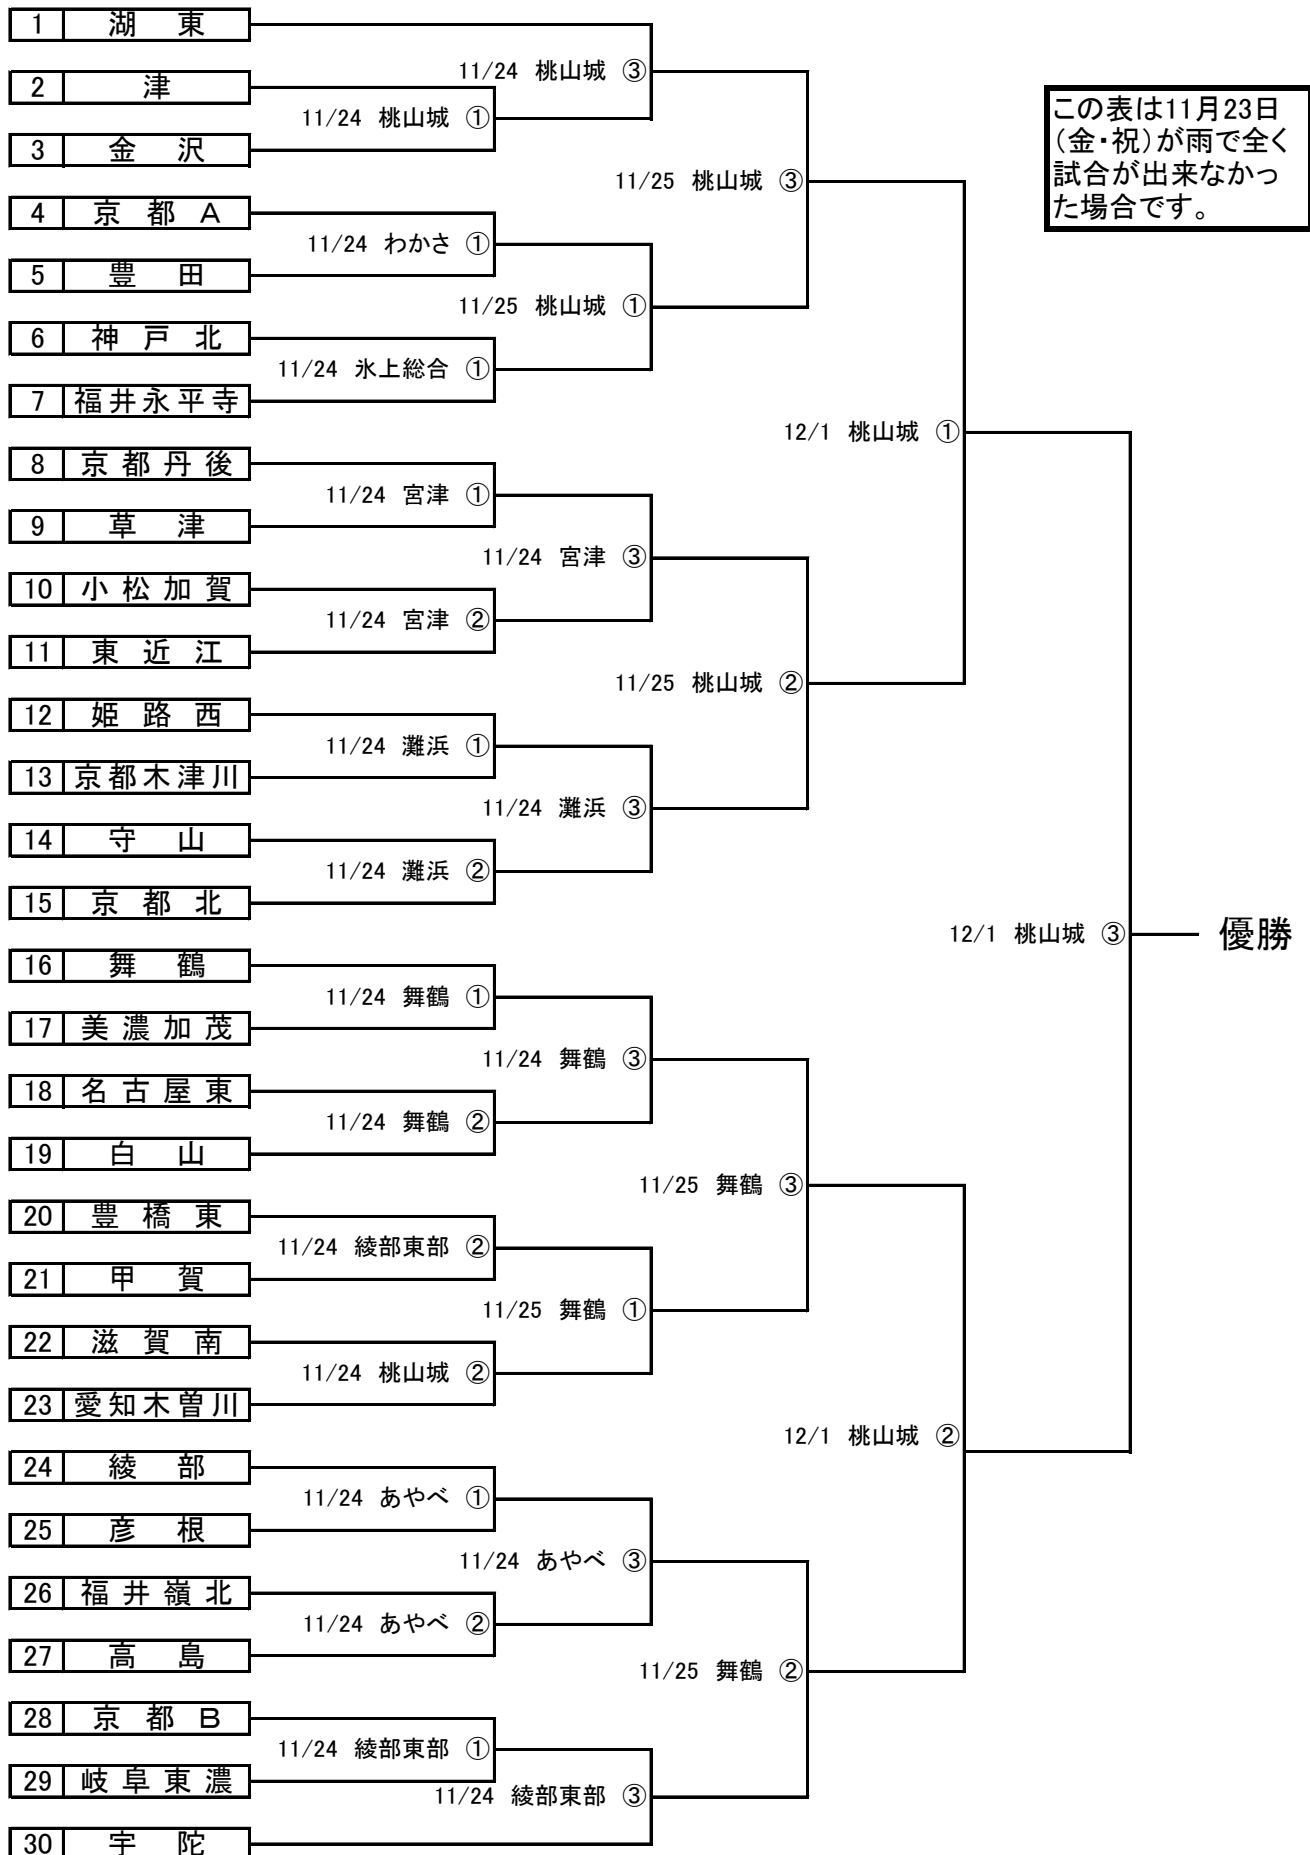 1 湖東
11/24 桃山城 ③
2 津
11/24 桃山城 ①
この表は11月23日
（金・祝）が雨で全く
試合が出来なかっ
た場合です。
3 金沢
11/25 桃山城 ③
4 京都A
11/24 わかさ ①
5 豊田
11/25 桃山城 ①
6 神戸北
11/24 氷上総合 ①
7 福井永平寺
12/1 桃山城 ①
8 京都丹後
11/24 宮津 ①
9 草津
11/24 宮津 ③
10 小松加賀
11/24 宮津 ②
11 東近江
11/25 桃山城 ②
12 姫路西
11/24 灘浜 ①
13 京都木津川
11/24 灘浜 ③
14 守山
11/24 灘浜 ②
15 京都北
12/1 桃山城 ③ 優勝
16 舞鶴
11/24 舞鶴 ①
17 美濃加茂
11/24 舞鶴 ③
18 名古屋東
11/24 舞鶴 ②
19 白山
11/25 舞鶴 ③
20 豊橋東
11/24 綾部東部 ②
21 甲賀
11/25 舞鶴 ①
22 滋賀南
11/24 桃山城 ②
23 愛知木曽川
12/1 桃山城 ②
24 綾部
11/24 あやべ ①
25 彦根
11/24 あやべ ③
26 福井嶺北
11/24 あやべ ②
27 高島
11/25 舞鶴 ②
28 京都B
11/24 綾部東部 ①
29 岐阜東濃
11/24 綾部東部 ③
30 宇陀